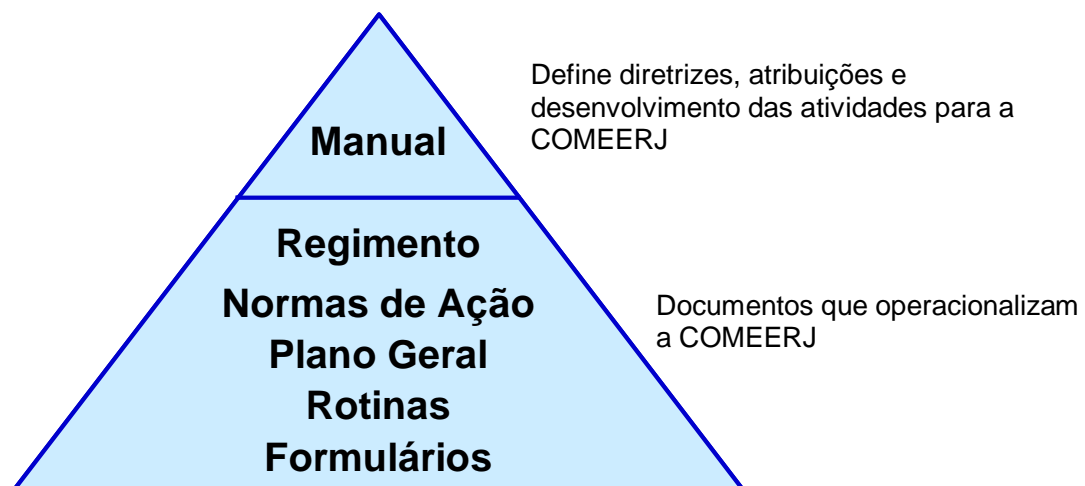 Define diretrizes, atribuições e
desenvolvimento das atividades para a
COMEERJ
Manual
Regimento
Normas de Ação
Plano Geral
Rotinas
Formulários
Documentos que operacionalizam
a COMEERJ